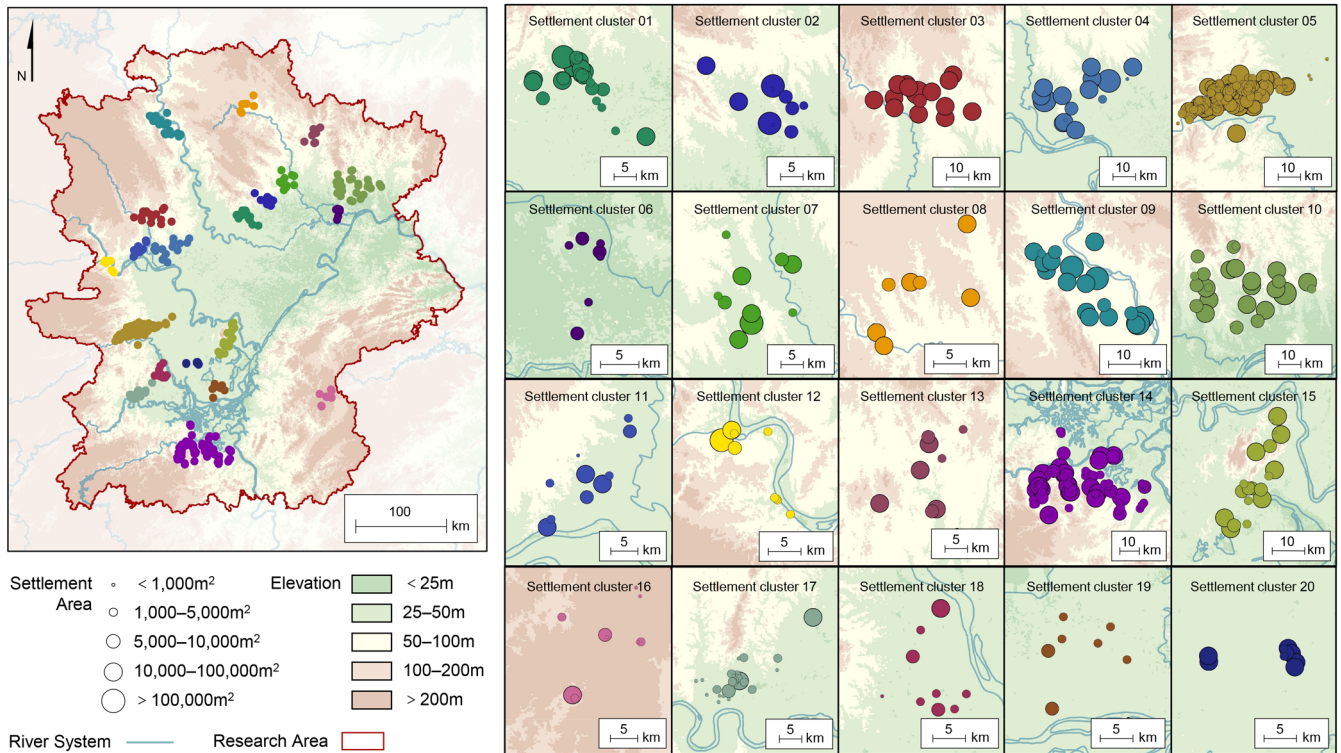 N
100
km
Settlement
Area
< 1,000m²
1,000–5,000m²
5,000–10,000m²
10,000–100,000m²
> 100,000m²
Elevation
< 25m
25–50m
50–100m
100–200m
> 200m
River System
Research Area
Settlement cluster 01
5
km
Settlement cluster 02
5
km
Settlement cluster 03
10
km
Settlement cluster 04
10
km
Settlement cluster 05
10
km
Settlement cluster 06
5
km
Settlement cluster 07
5
km
Settlement cluster 08
5
km
Settlement cluster 09
10
km
Settlement cluster 10
10
km
Settlement cluster 11
5
km
Settlement cluster 12
5
km
Settlement cluster 13
5
km
Settlement cluster 14
10
km
Settlement cluster 15
10
km
Settlement cluster 16
5
km
Settlement cluster 17
5
km
Settlement cluster 18
5
km
Settlement cluster 19
5
km
Settlement cluster 20
5
km